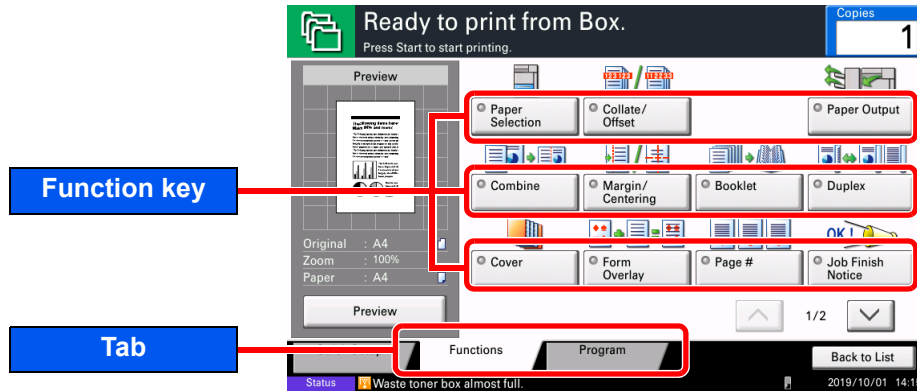 Ready to print from Box.
Press Start to start printing.
Copies
1
Preview
Paper Selection
Collate/ Offset
Paper Output
Function key
Combine
Margin/ Centering
Booklet
Duplex
OK!
Cover
Form Overlay
Page #
Job Finish Notice
Original : A4
Zoom : 100%
Paper : A4
Preview
1/2
Tab
Functions
Program
Back to List
Status
Waste toner box almost full.
2019/10/01